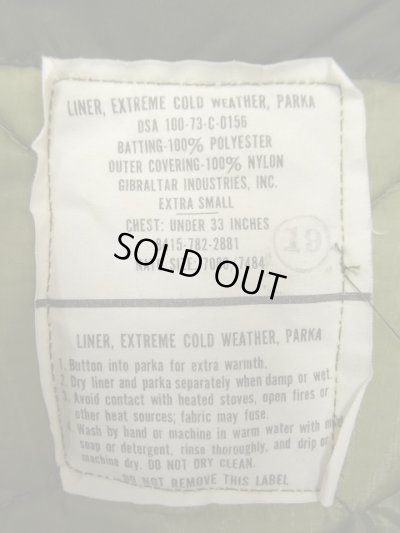 LINER, EXTREME COLD WEATHER, PARKA
DSA 100-73-C-0156
BATTING-100% POLYESTER
OUTER COVERING-100% NYLON
GIBRALTAR INDUSTRIES, INC.
EXTRA SMALL
CHEST: UNDER 33 INCHES
8415-782-2881
19
SOLD OUT
LINER, EXTREME COLD WEATHER, PARKA
1. Button into parka for extra warmth.
2. Dry liner and parka separately when damp or wet.
3. Avoid contact with heated stoves, open fires or
other heat sources; fabric may fuse.
4. Wash by hand or machine in warm water with
soap or detergent, rinse thoroughly, and drip or
machine dry. DO NOT DRY CLEAN.
DO NOT REMOVE THIS LABEL